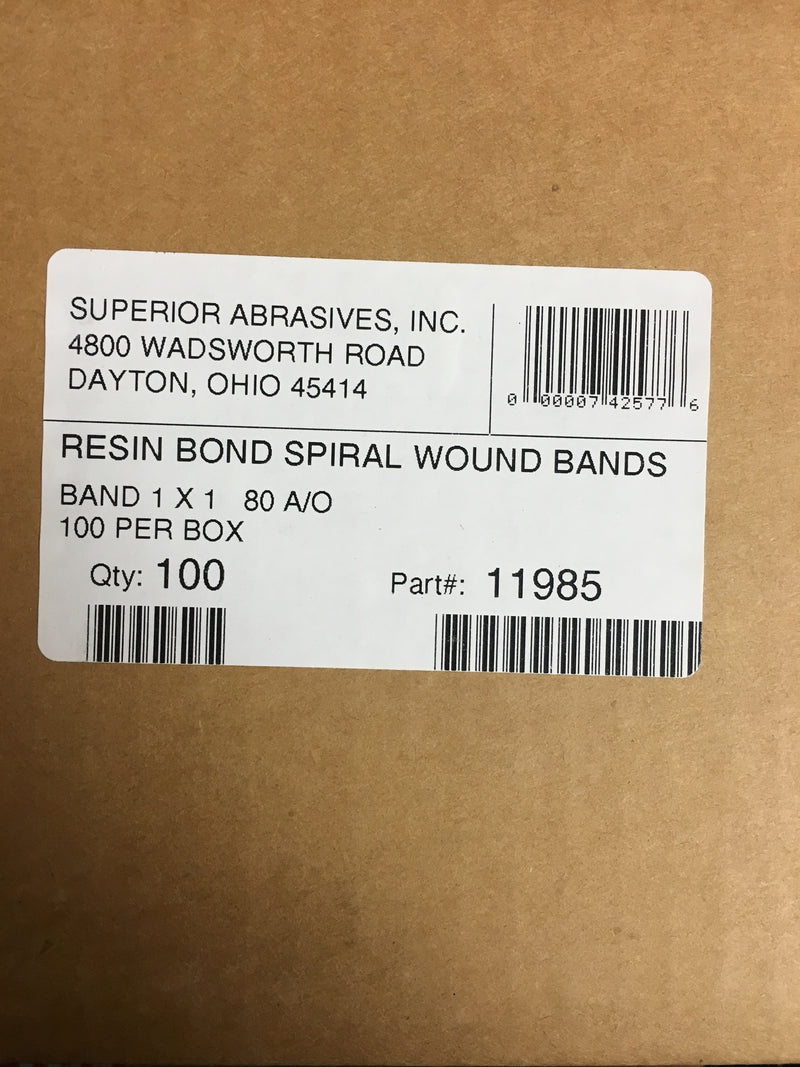 SUPERIOR ABRASIVES, INC.
4800 WADSWORTH ROAD
DAYTON, OHIO 45414
0 00007 42577 6
RESIN BOND SPIRAL WOUND BANDS
BAND 1 X 1 80 A/O
100 PER BOX
Qty: 100 Part#: 11985